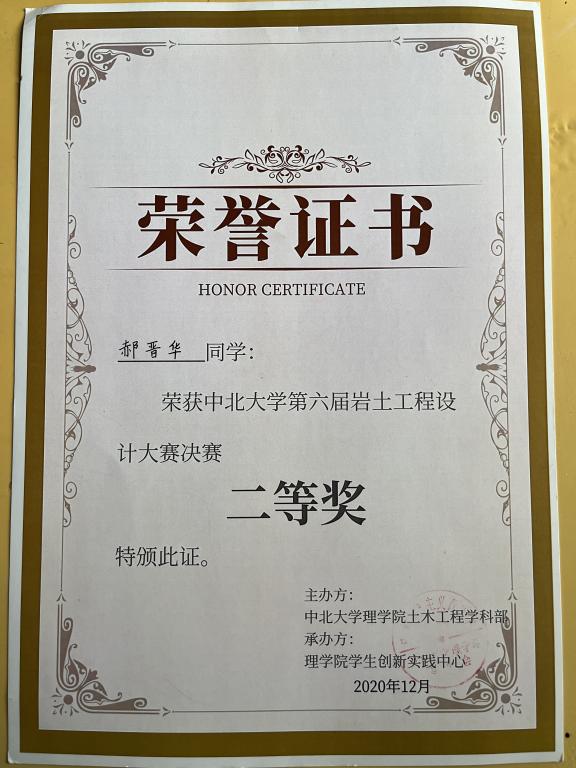 荣誉证书
HONOR CERTIFICATE
郝晋华 同学：
荣获中北大学第六届岩土工程设
计大赛决赛
二等奖
特颁此证。
主办方：
中北大学理学院土木工程学科部
承办方：
理学院学生创新实践中心
2020年12月